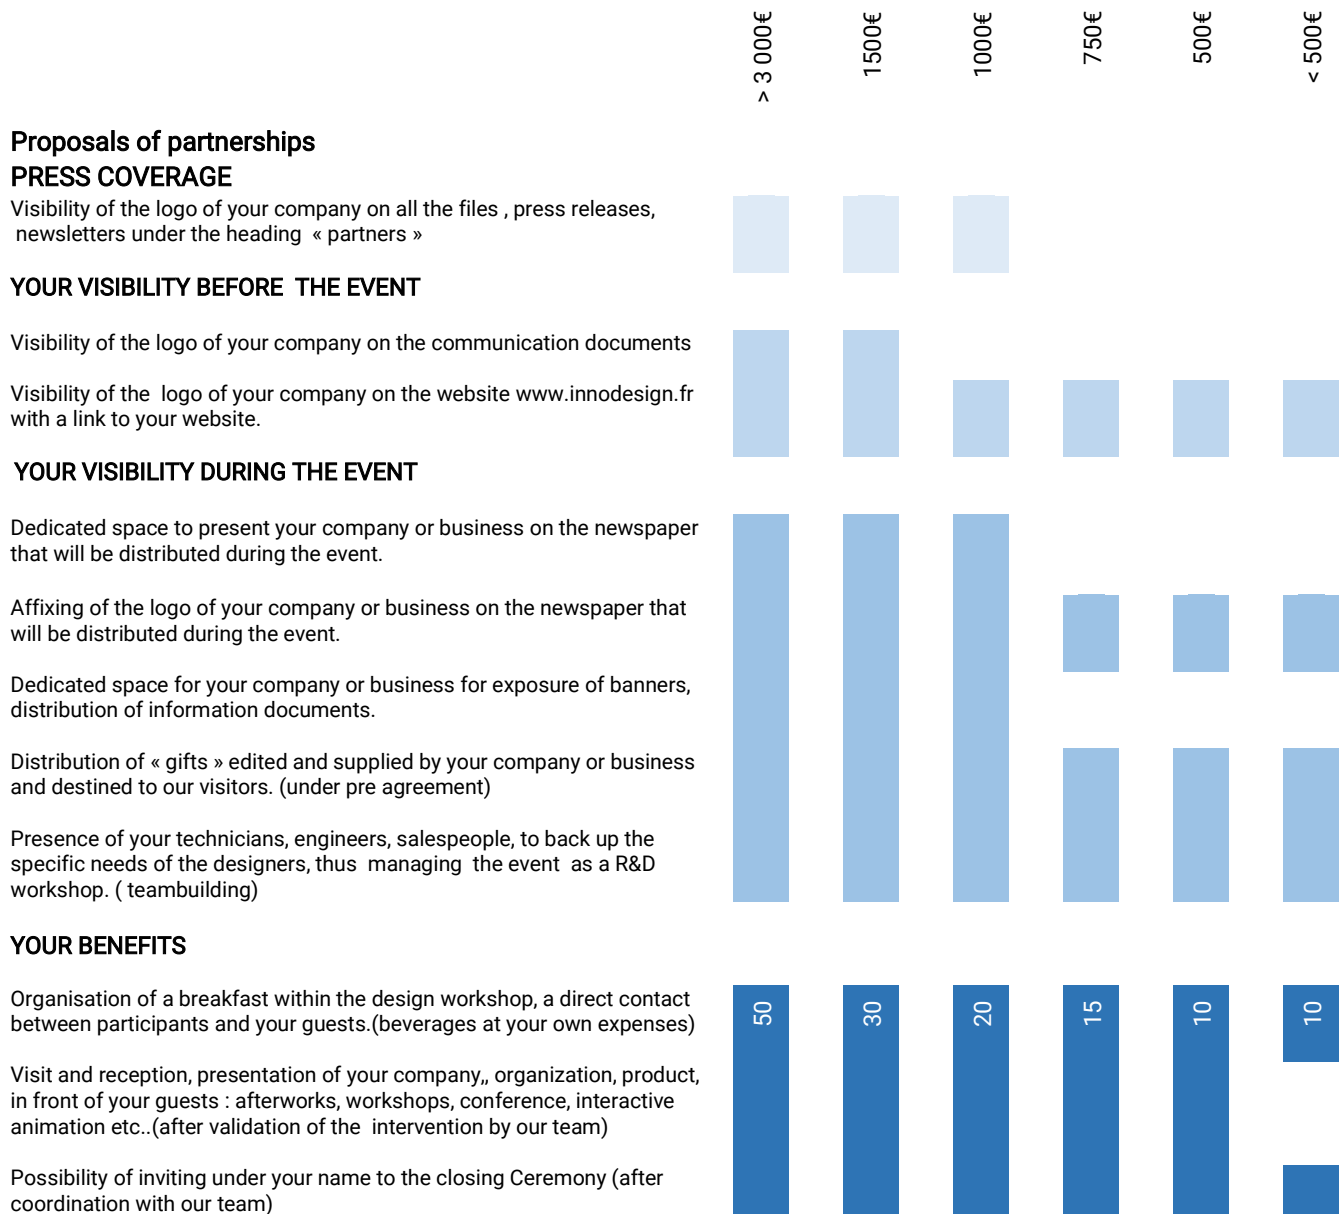 > 3 000€
1500€
1000€
750€
500€
< 500€
Proposals of partnerships
PRESS COVERAGE
Visibility of the logo of your company on all the files , press releases,
newsletters under the heading « partners »
YOUR VISIBILITY BEFORE THE EVENT
Visibility of the logo of your company on the communication documents
Visibility of the logo of your company on the website www.innodesign.fr
with a link to your website.
YOUR VISIBILITY DURING THE EVENT
Dedicated space to present your company or business on the newspaper
that will be distributed during the event.
Affixing of the logo of your company or business on the newspaper that
will be distributed during the event.
Dedicated space for your company or business for exposure of banners,
distribution of information documents.
Distribution of « gifts » edited and supplied by your company or business
and destined to our visitors. (under pre agreement)
Presence of your technicians, engineers, salespeople, to back up the
specific needs of the designers, thus managing the event as a R&D
workshop. ( teambuilding)
YOUR BENEFITS
Organisation of a breakfast within the design workshop, a direct contact
between participants and your guests.(beverages at your own expenses)
50
30
20
15
10
10
Visit and reception, presentation of your company,, organization, product,
in front of your guests : afterworks, workshops, conference, interactive
animation etc..(after validation of the intervention by our team)
Possibility of inviting under your name to the closing Ceremony (after
coordination with our team)